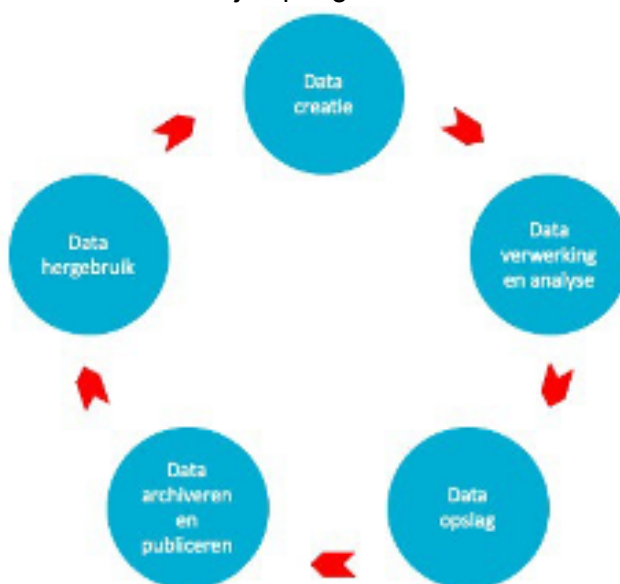 Data
creatie
Data
verwerking
en analyse
Data
opslag
Data
archiveren
en
publiceren
Data
hergebruik